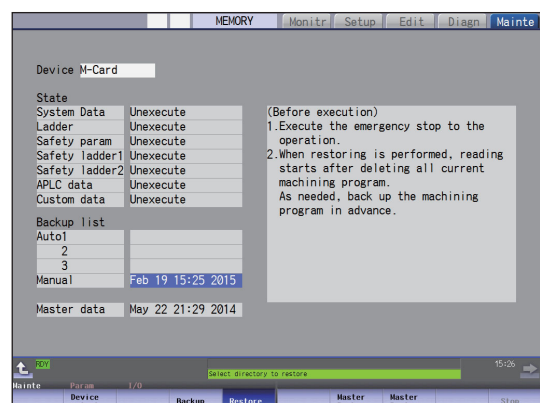 MEMORY Monitr Setup Edit Diagn Mainte
Device M-Card
State
System Data Unexecute
Ladder Unexecute
Safety param Unexecute
Safety ladder1 Unexecute
Safety ladder2 Unexecute
APLC data Unexecute
Custom data Unexecute
(Before execution)
1.Execute the emergency stop to the
operation.
2.When restoring is performed, reading
starts after deleting all current
machining program.
As needed, back up the machining
program in advance.
Backup list
Auto1
2
3
Manual Feb 19 15:25 2015
Master data May 22 21:29 2014
RDY 15:26
Select directory to restore
Mainte Param I/O
Device Backup Restore Master Master Stop